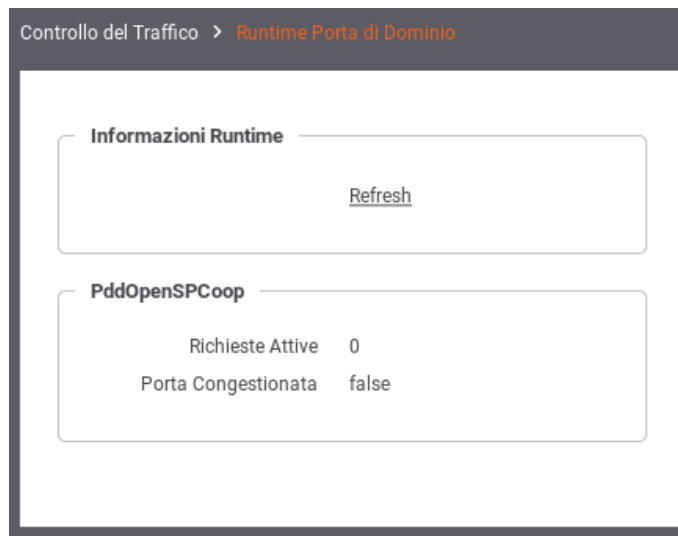 Controllo del Traffico > Runtime Porta di Dominio
Informazioni Runtime
Refresh
PddOpenSPCoop
Richieste Attive 0
Porta Congestionata false